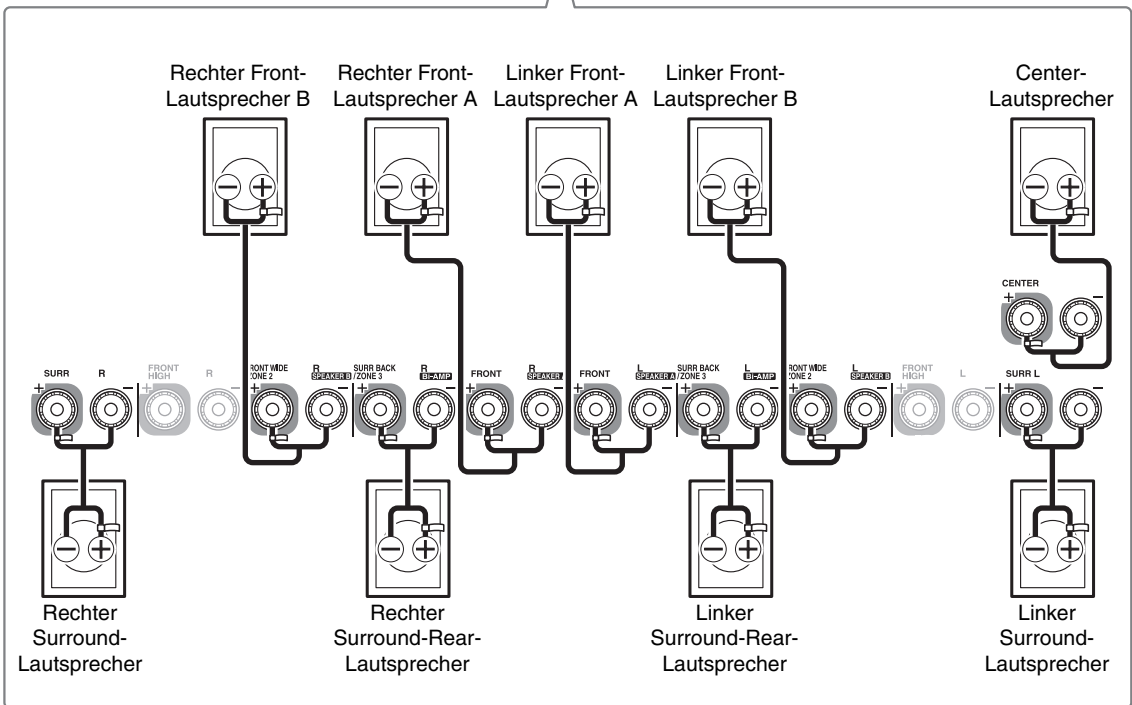 Rechter Front-
Lautsprecher B
Rechter Front-
Lautsprecher A
Linker Front-
Lautsprecher A
Linker Front-
Lautsprecher B
Center-
Lautsprecher
CENTER
+ −
SURR R
+ −
FRONT
HIGH R
+ −
FRONT WIDE
ZONE 2 R
SPEAKER B
+ −
SURR BACK
/ZONE 3 R
BI-AMP
+ −
FRONT R
SPEAKER A
+ −
FRONT L
SPEAKER A
+ −
SURR BACK
/ZONE 3 L
BI-AMP
+ −
FRONT WIDE
ZONE 2 L
SPEAKER B
+ −
FRONT
HIGH L
+ −
SURR L
+ −
Rechter
Surround-
Lautsprecher
Rechter
Surround-Rear-
Lautsprecher
Linker
Surround-Rear-
Lautsprecher
Linker
Surround-
Lautsprecher